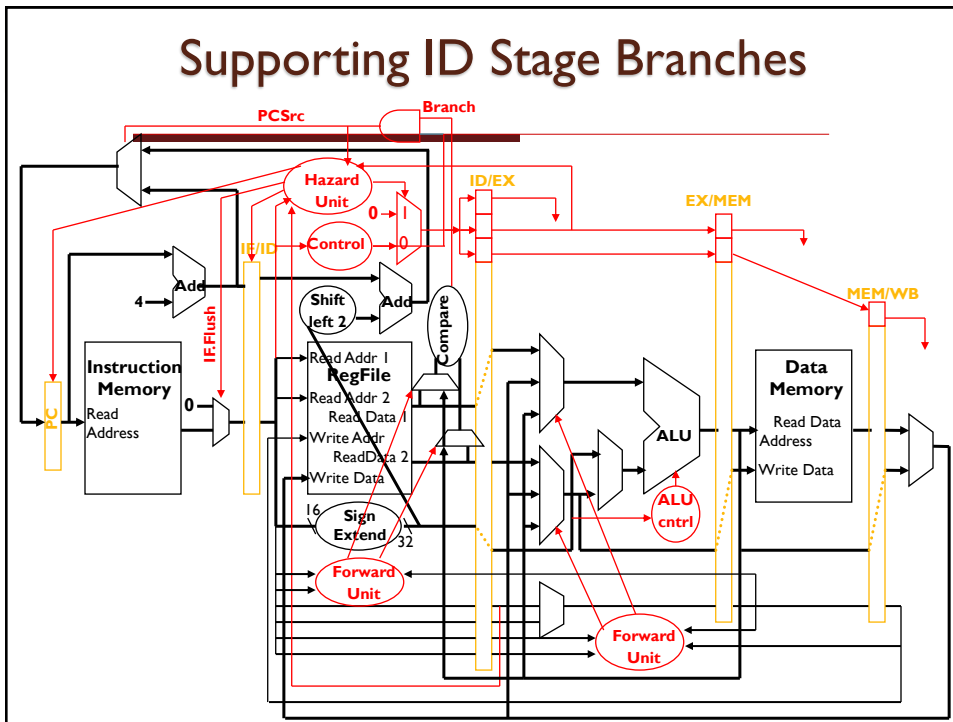 Supporting ID Stage Branches
Branch
PCSrc
Hazard
Unit
ID/EX
EX/MEM
0
1
0
Control
IF/ID
Add
4
Shift
left 2
Add
Compare
MEM/WB
IF.Flush
Instruction
Memory
Read
Address
PC
0
Read Addr 1
RegFile
Read Addr 2
Read Data 1
Write Addr
ReadData 2
Write Data
16
Sign
Extend
32
ALU
ALU
cntrl
Data
Memory
Read Data
Address
Write Data
Forward
Unit
Forward
Unit